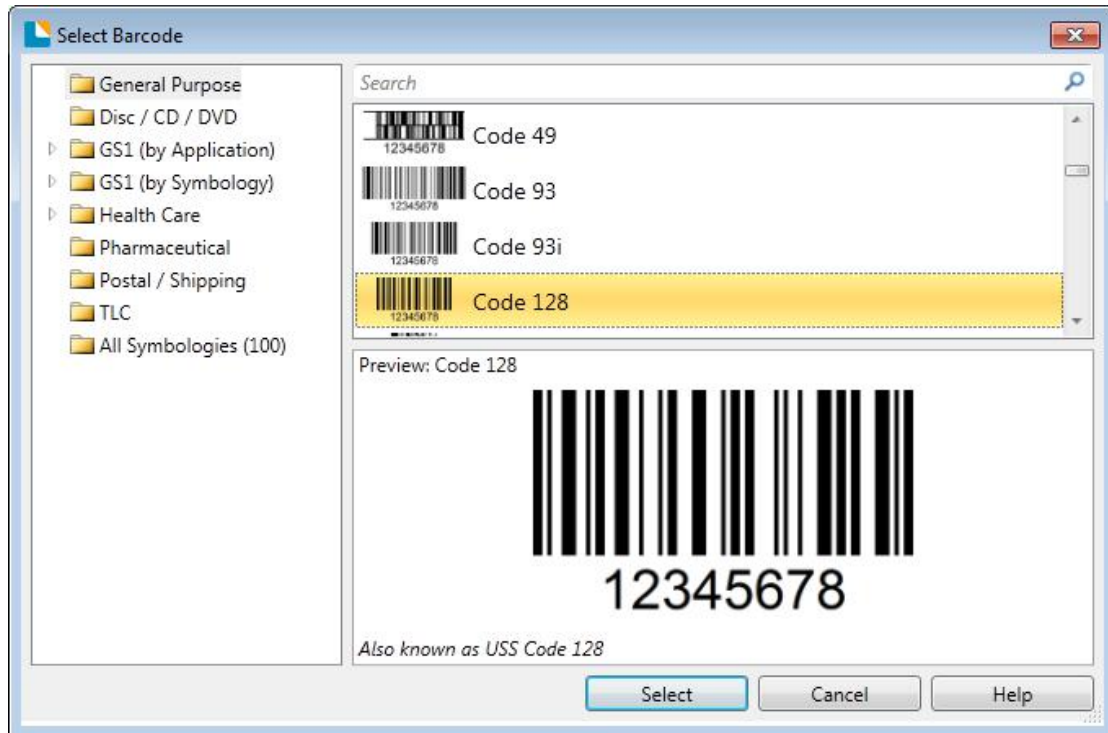 Select Barcode
General Purpose
Disc / CD / DVD
GS1 (by Application)
GS1 (by Symbology)
Health Care
Pharmaceutical
Postal / Shipping
TLC
All Symbologies (100)
Search
12345678
Code 49
12345678
Code 93
12345678
Code 93i
12345678
Code 128
Preview: Code 128
12345678
Also known as USS Code 128
Select
Cancel
Help